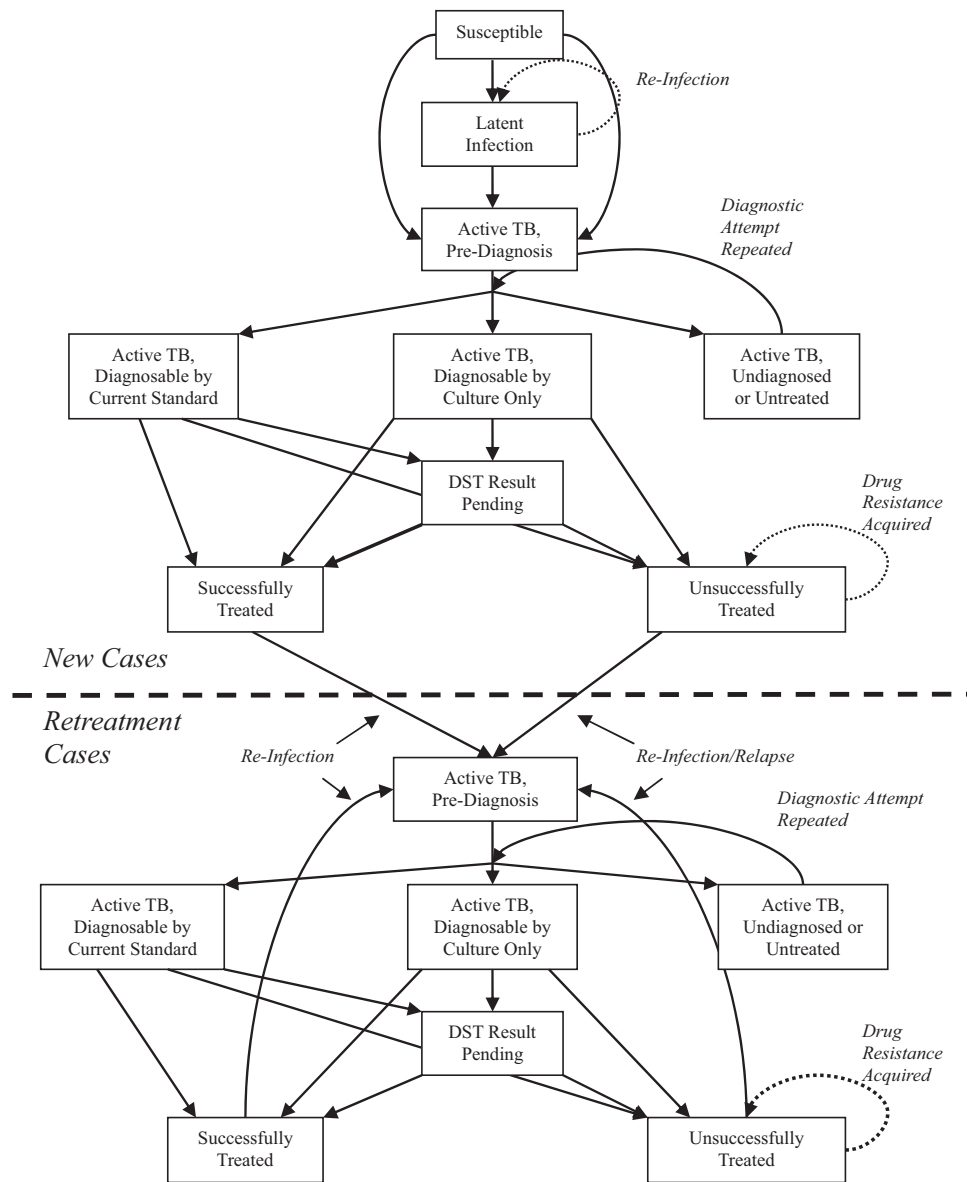 Susceptible
Re-Infection
Latent
Infection
Diagnostic
Attempt
Repeated
Active TB,
Pre-Diagnosis
Active TB,
Diagnosable by
Current Standard
Active TB,
Diagnosable by
Culture Only
Active TB,
Undiagnosed
or Untreated
DST Result
Pending
Drug
Resistance
Acquired
Successfully
Treated
Unsuccessfully
Treated
New Cases
Retreatment
Cases
Re-Infection
Re-Infection/Relapse
Active TB,
Pre-Diagnosis
Diagnostic Attempt
Repeated
Active TB,
Diagnosable by
Current Standard
Active TB,
Diagnosable by
Culture Only
Active TB,
Undiagnosed or
Untreated
DST Result
Pending
Drug
Resistance
Acquired
Successfully
Treated
Unsuccessfully
Treated